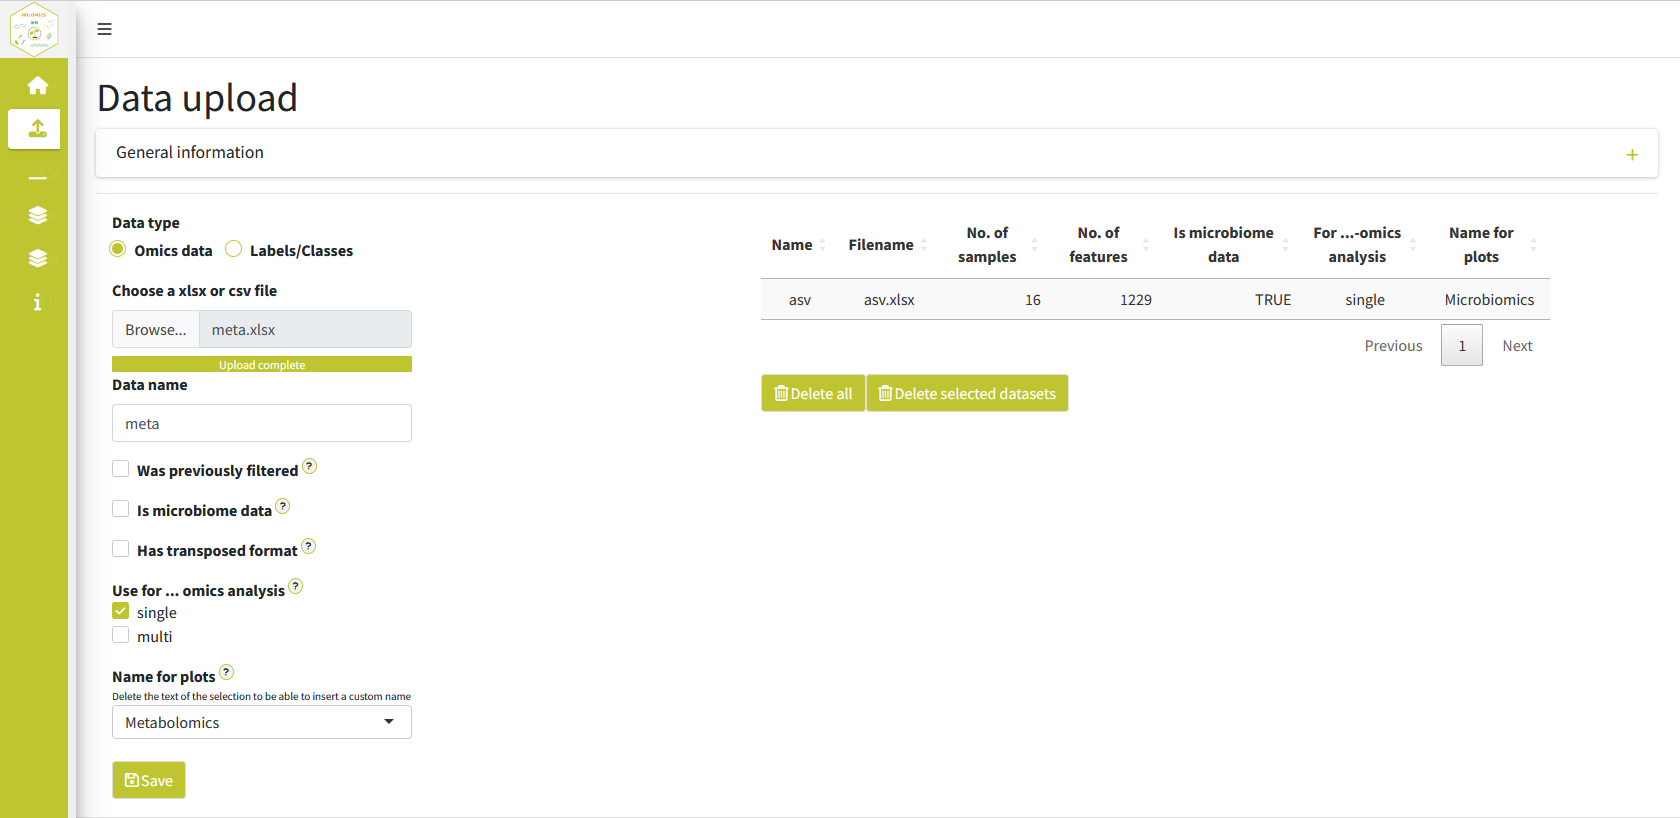 HOLOMICS
Data upload
General information
+
Data type
Omics data
Labels/Classes
Choose a xlsx or csv file
Browse...
meta.xlsx
Upload complete
Data name
meta
Was previously filtered ?
Is microbiome data ?
Has transposed format ?
Use for ... omics analysis ?
single
multi
Name for plots ?
Delete the text of the selection to be able to insert a custom name
Metabolomics
Save
Name Filename No. of samples No. of features Is microbiome data For ...-omics analysis Name for plots
asv asv.xlsx 16 1229 TRUE single Microbiomics
Previous 1 Next
Delete all Delete selected datasets